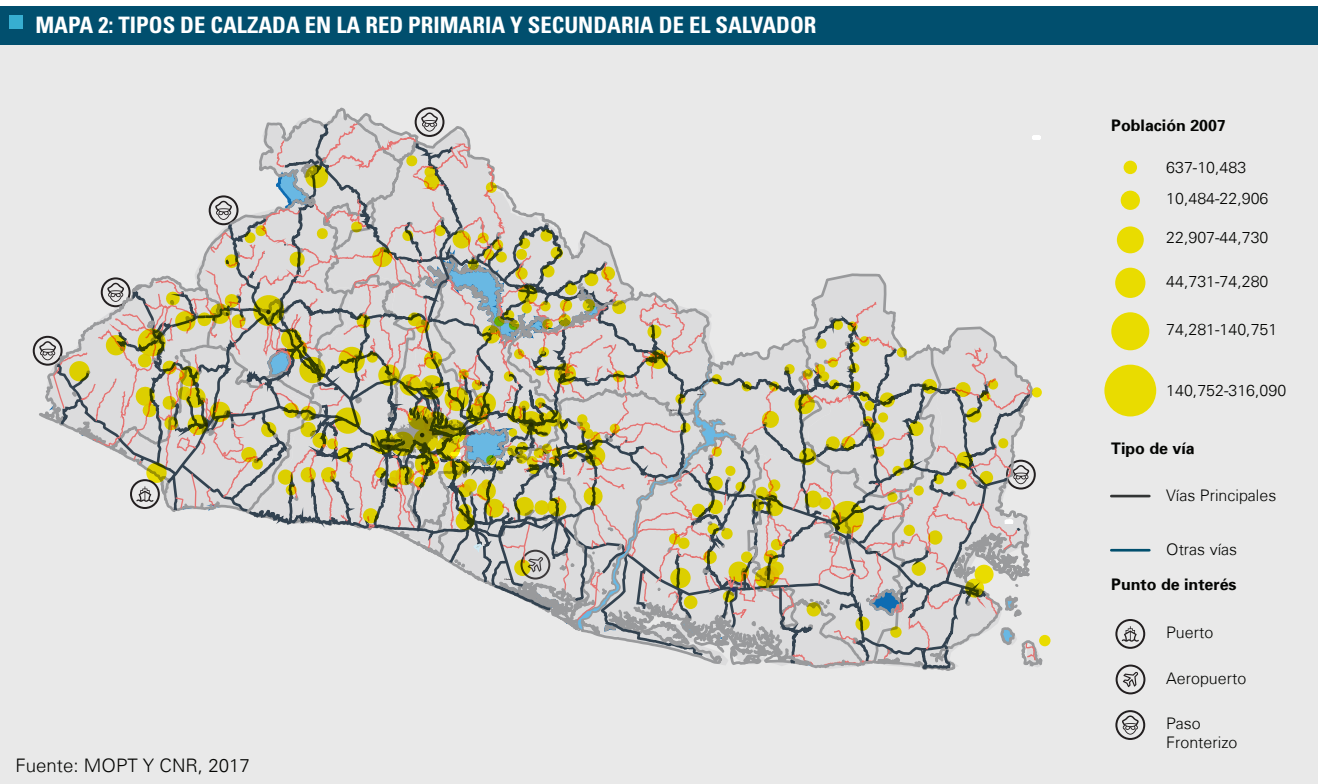 MAPA 2: TIPOS DE CALZADA EN LA RED PRIMARIA Y SECUNDARIA DE EL SALVADOR
Población 2007
637-10,483
10,484-22,906
22,907-44,730
44,731-74,280
74,281-140,751
140,752-316,090
Tipo de vía
Vías Principales
Otras vías
Punto de interés
Puerto
Aeropuerto
Paso
Fronterizo
Fuente: MOPT Y CNR, 2017